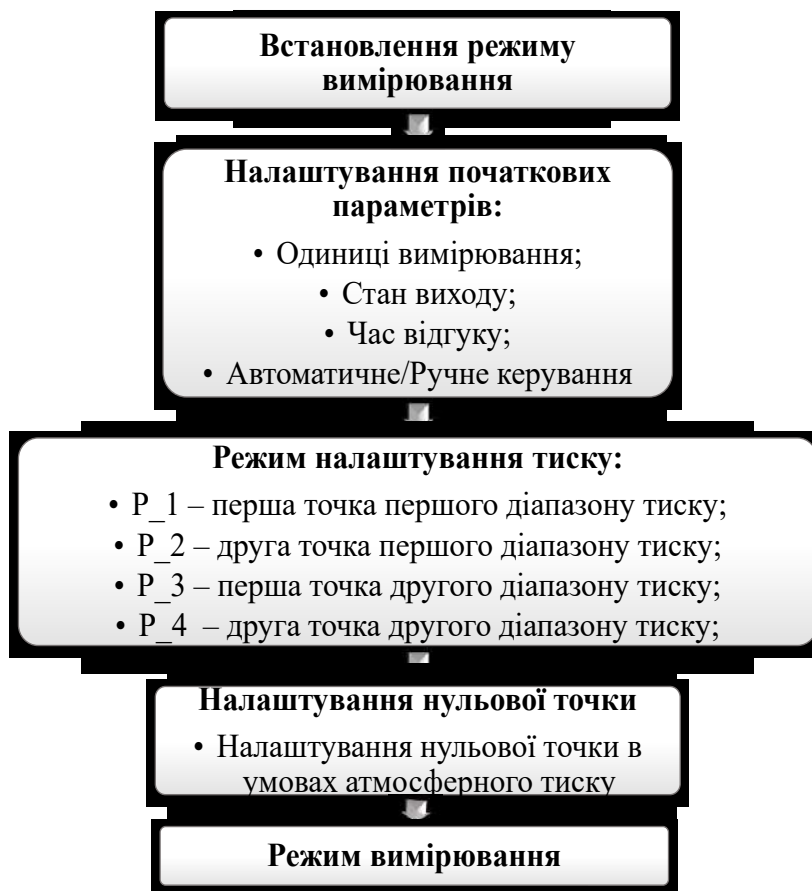 Встановлення режиму
вимірювання
Налаштування початкових
параметрів:
• Одиниці вимірювання;
• Стан виходу;
• Час відгуку;
• Автоматичне/Ручне керування
Режим налаштування тиску:
• P_1 – перша точка першого діапазону тиску;
• P_2 – друга точка першого діапазону тиску;
• P_3 – перша точка другого діапазону тиску;
• P_4 – друга точка другого діапазону тиску;
Налаштування нульової точки
• Налаштування нульової точки в
умовах атмосферного тиску
Режим вимірювання